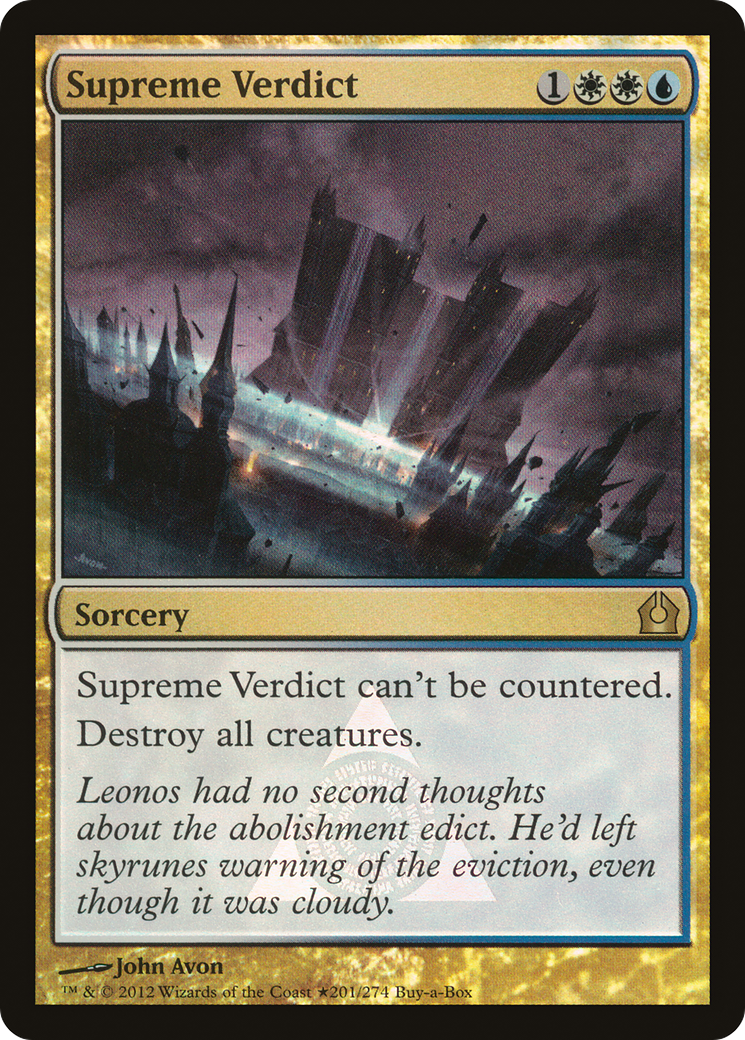 Supreme Verdict 1
AVON
Sorcery
Supreme Verdict can't be countered.
Destroy all creatures.
Leonos had no second thoughts
about the abolishment edict. He'd left
skyrunes warning of the eviction, even
though it was cloudy.
John Avon
™ & © 2012 Wizards of the Coast ★201/274 Buy-a-Box